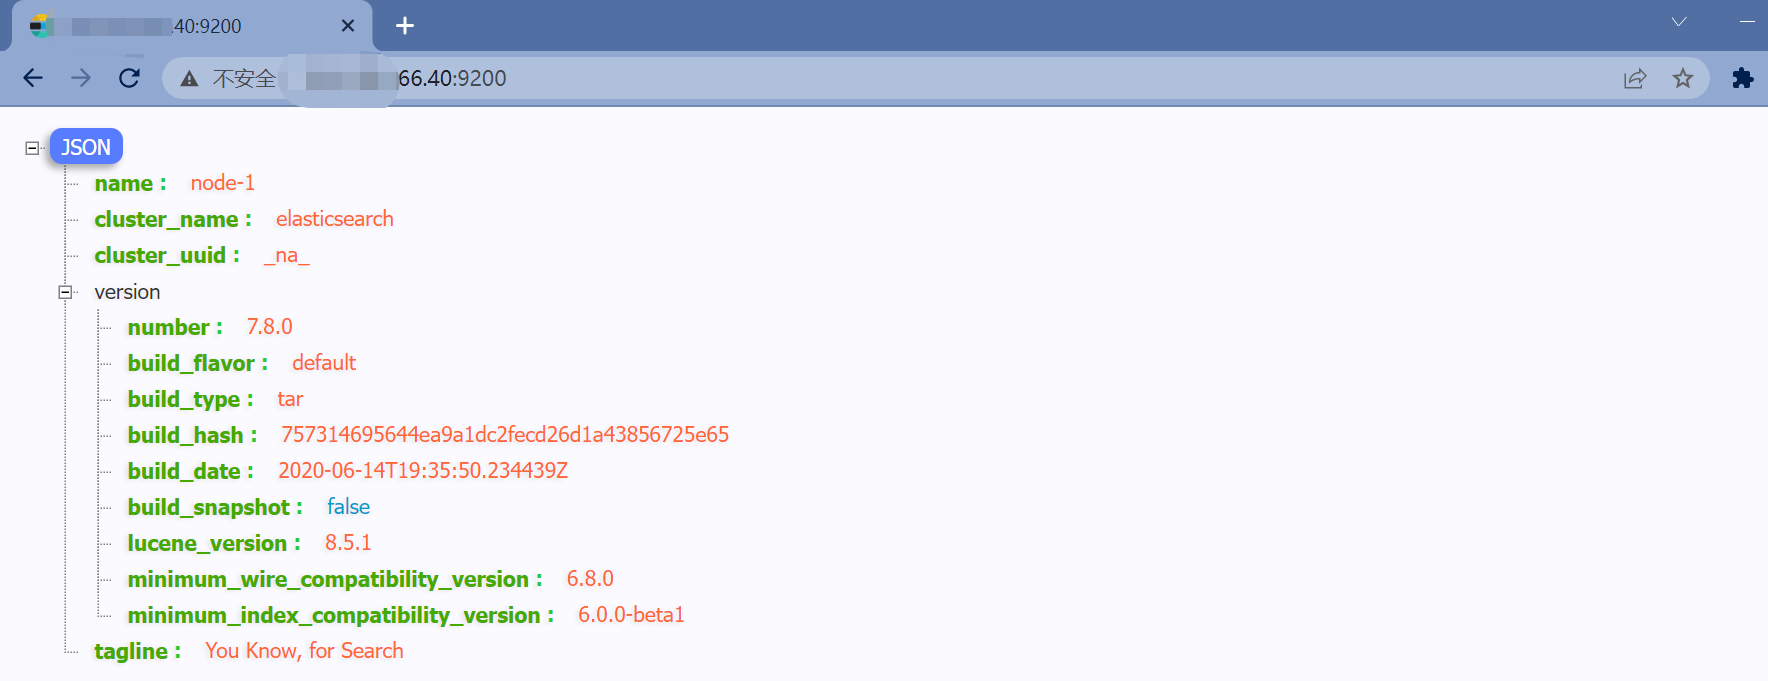 .40:9200
不安全 66.40:9200
JSON
name : node-1
cluster_name : elasticsearch
cluster_uuid : _na_
version
number : 7.8.0
build_flavor : default
build_type : tar
build_hash : 757314695644ea9a1dc2fecd26d1a43856725e65
build_date : 2020-06-14T19:35:50.234439Z
build_snapshot : false
lucene_version : 8.5.1
minimum_wire_compatibility_version : 6.8.0
minimum_index_compatibility_version : 6.0.0-beta1
tagline : You Know, for Search